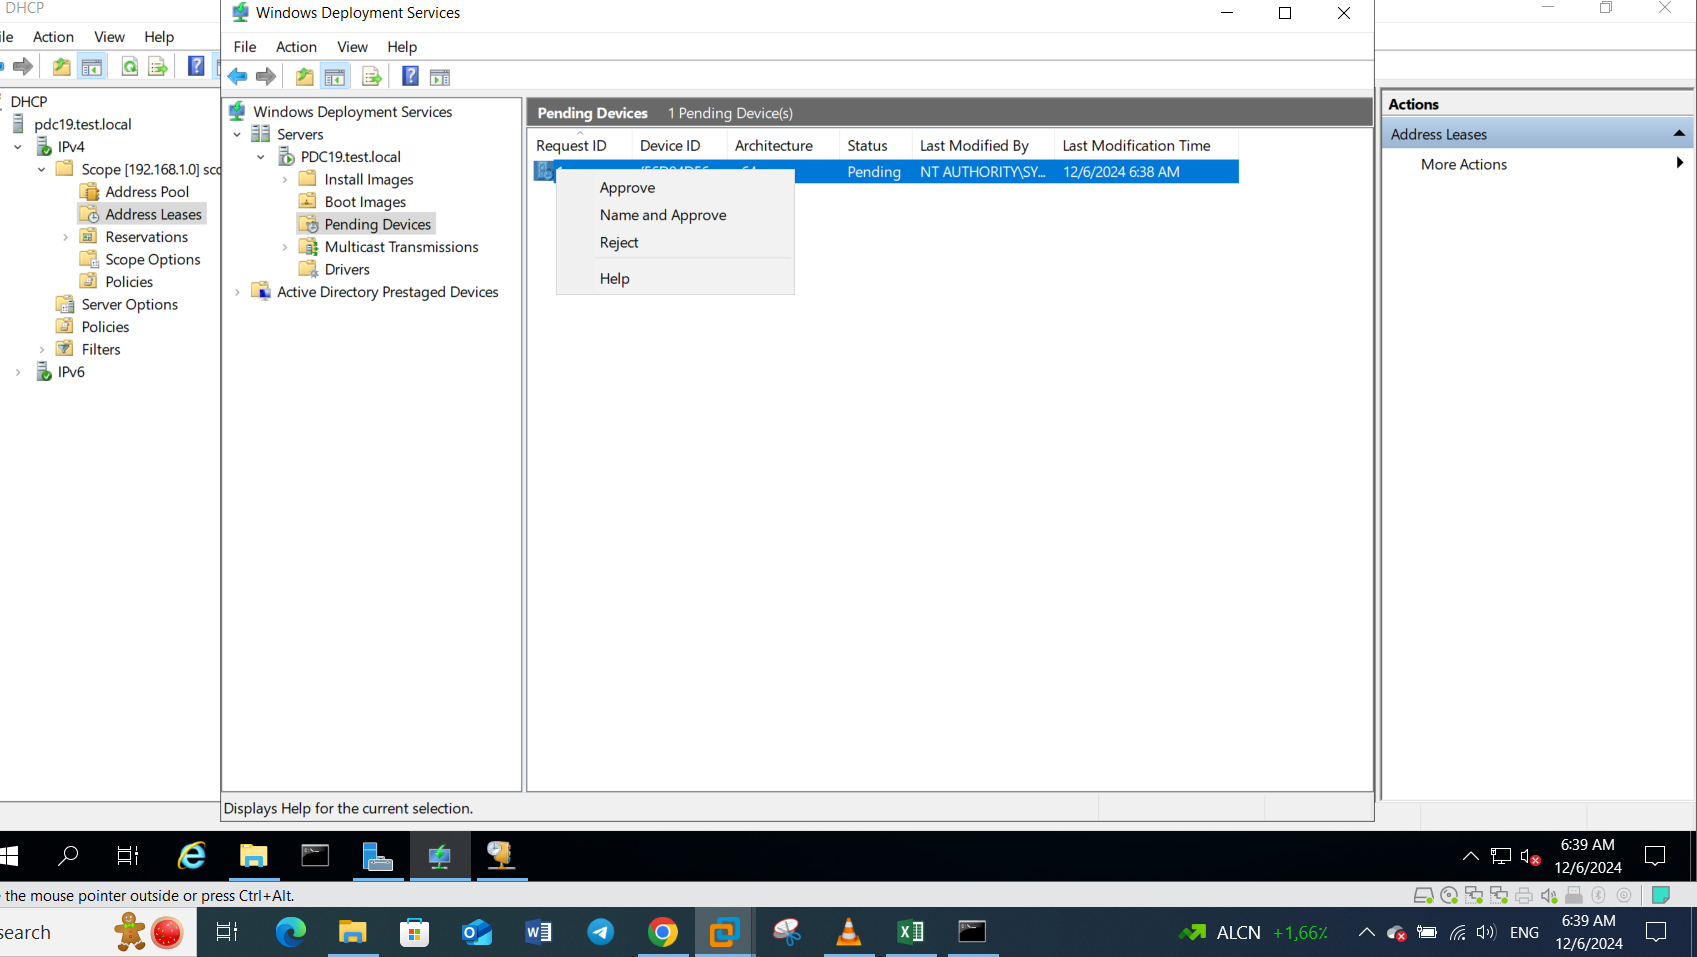 DHCP
Action View Help
DHCP
pdc19.test.local
IPv4
Scope [192.168.1.0]
Address Pool
Address Leases
Reservations
Scope Options
Policies
Server Options
Policies
Filters
IPv6
Windows Deployment Services
File Action View Help
Windows Deployment Services
Servers
PDC19.test.local
Install Images
Boot Images
Pending Devices
Multicast Transmissions
Drivers
Active Directory Prestaged Devices
Pending Devices 1 Pending Device(s)
Request ID Device ID Architecture Status Last Modified By Last Modification Time
Pending NT AUTHORITY\SY... 12/6/2024 6:38 AM
Approve
Name and Approve
Reject
Help
Displays Help for the current selection.
Actions
Address Leases
More Actions
6:39 AM
12/6/2024
the mouse pointer outside or press Ctrl+Alt.
search
ALCN +1,66%
ENG
6:39 AM
12/6/2024